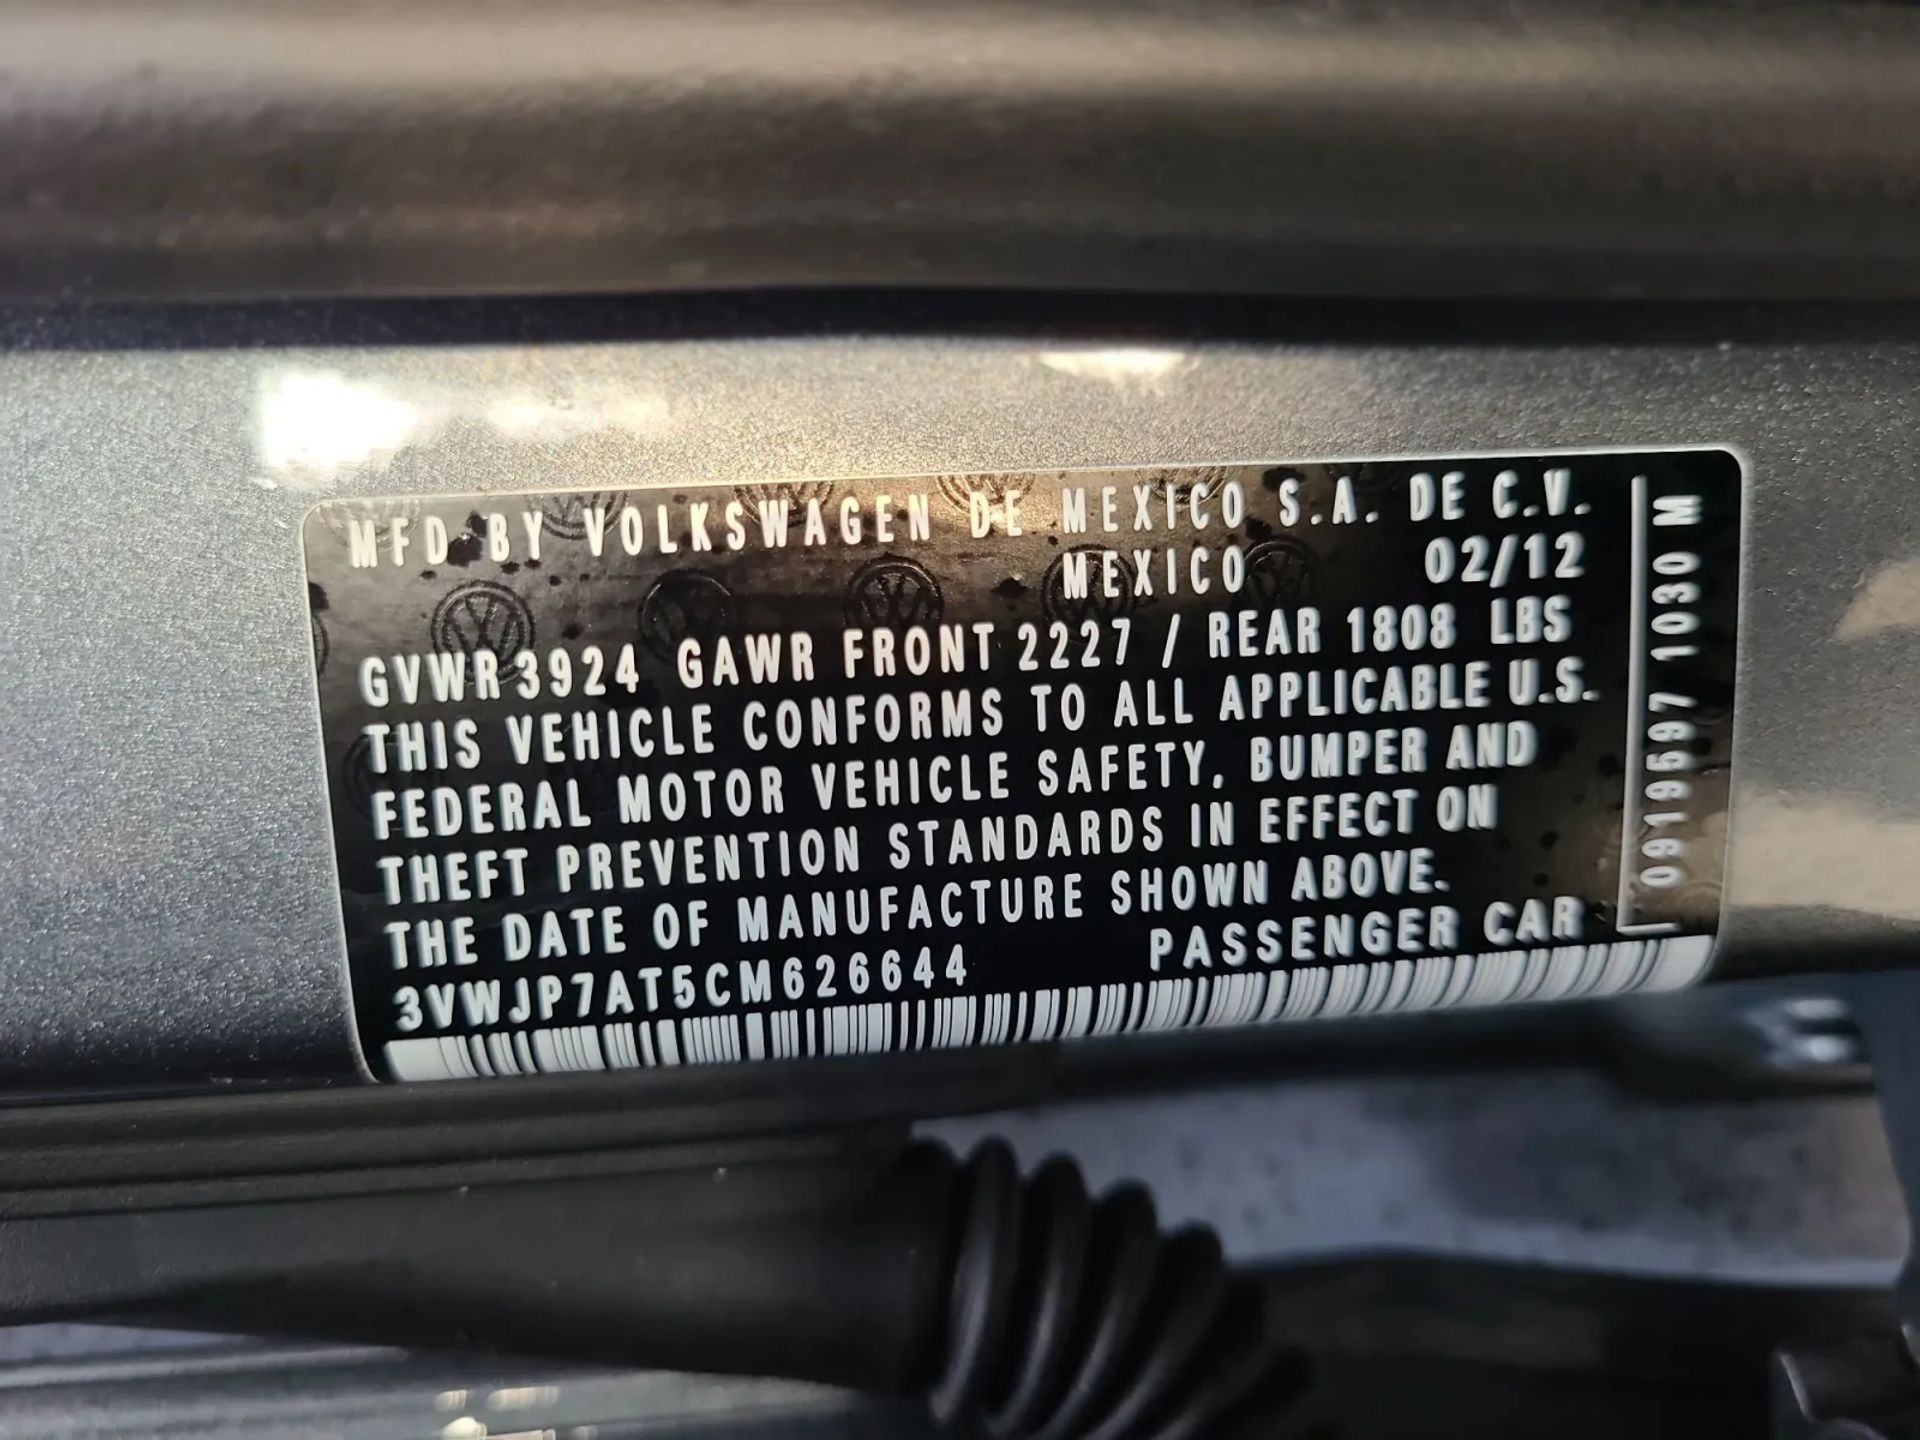 MFD BY VOLKSWAGEN DE MEXICO S.A. DE C.V.
MEXICO 02/12
GVWR 3924 GAWR FRONT 2227 / REAR 1808 LBS
THIS VEHICLE CONFORMS TO ALL APPLICABLE U.S.
FEDERAL MOTOR VEHICLE SAFETY, BUMPER AND
THEFT PREVENTION STANDARDS IN EFFECT ON
THE DATE OF MANUFACTURE SHOWN ABOVE.
3VWJP7AT5CM626644 PASSENGER CAR
0919597 1030 M